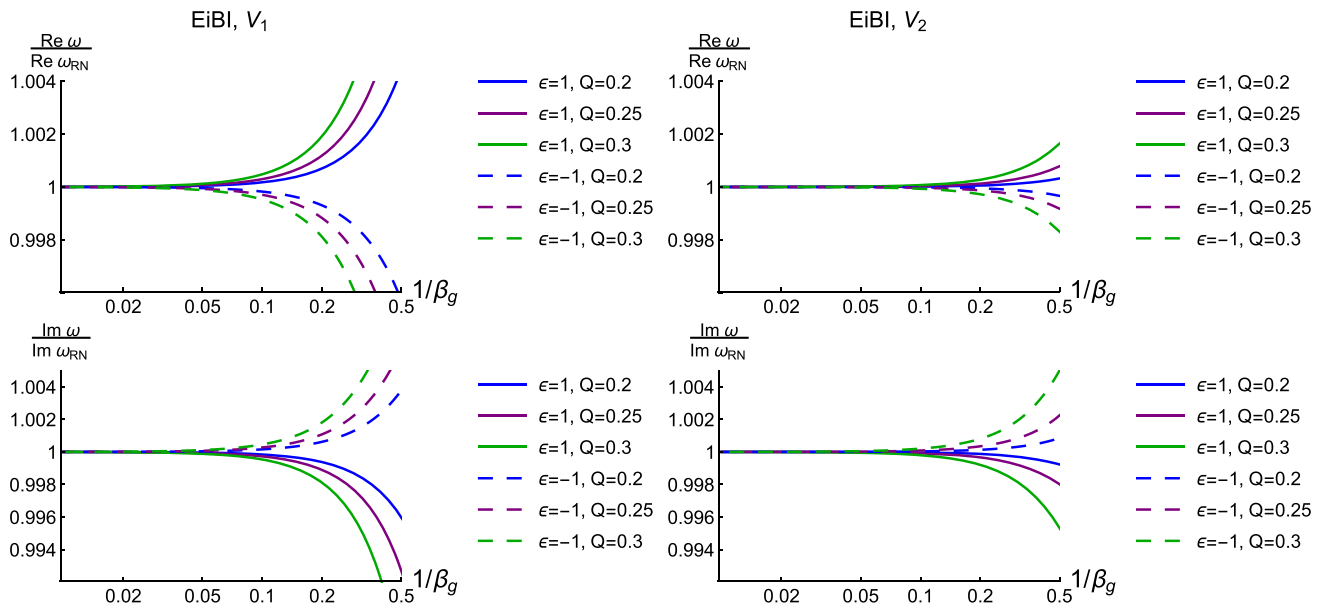 EiBI, V1
Re ω
Re ωRN
1.004
1.002
1
0.998
0.02 0.05 0.1 0.2 0.5
1/βg
ϵ=1, Q=0.2
ϵ=1, Q=0.25
ϵ=1, Q=0.3
ϵ=−1, Q=0.2
ϵ=−1, Q=0.25
ϵ=−1, Q=0.3
EiBI, V2
Re ω
Re ωRN
1.004
1.002
1
0.998
0.02 0.05 0.1 0.2 0.5
1/βg
ϵ=1, Q=0.2
ϵ=1, Q=0.25
ϵ=1, Q=0.3
ϵ=−1, Q=0.2
ϵ=−1, Q=0.25
ϵ=−1, Q=0.3
Im ω
Im ωRN
1.004
1.002
1
0.998
0.996
0.994
0.02 0.05 0.1 0.2 0.5
1/βg
ϵ=1, Q=0.2
ϵ=1, Q=0.25
ϵ=1, Q=0.3
ϵ=−1, Q=0.2
ϵ=−1, Q=0.25
ϵ=−1, Q=0.3
Im ω
Im ωRN
1.004
1.002
1
0.998
0.996
0.994
0.02 0.05 0.1 0.2 0.5
1/βg
ϵ=1, Q=0.2
ϵ=1, Q=0.25
ϵ=1, Q=0.3
ϵ=−1, Q=0.2
ϵ=−1, Q=0.25
ϵ=−1, Q=0.3